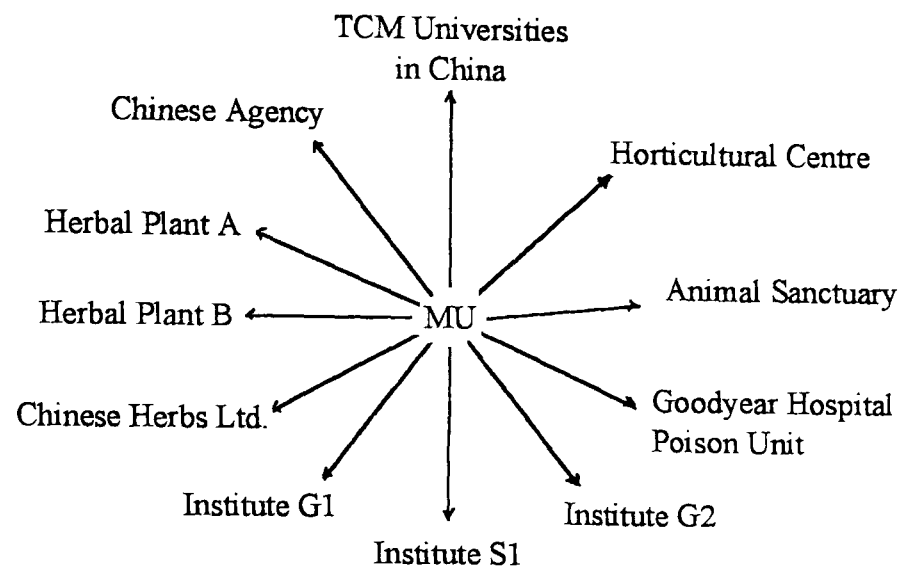 TCM Universities
in China
Chinese Agency
Horticultural Centre
Herbal Plant A
Animal Sanctuary
Herbal Plant B
MU
Chinese Herbs Ltd.
Goodyear Hospital
Poison Unit
Institute G1
Institute G2
Institute S1